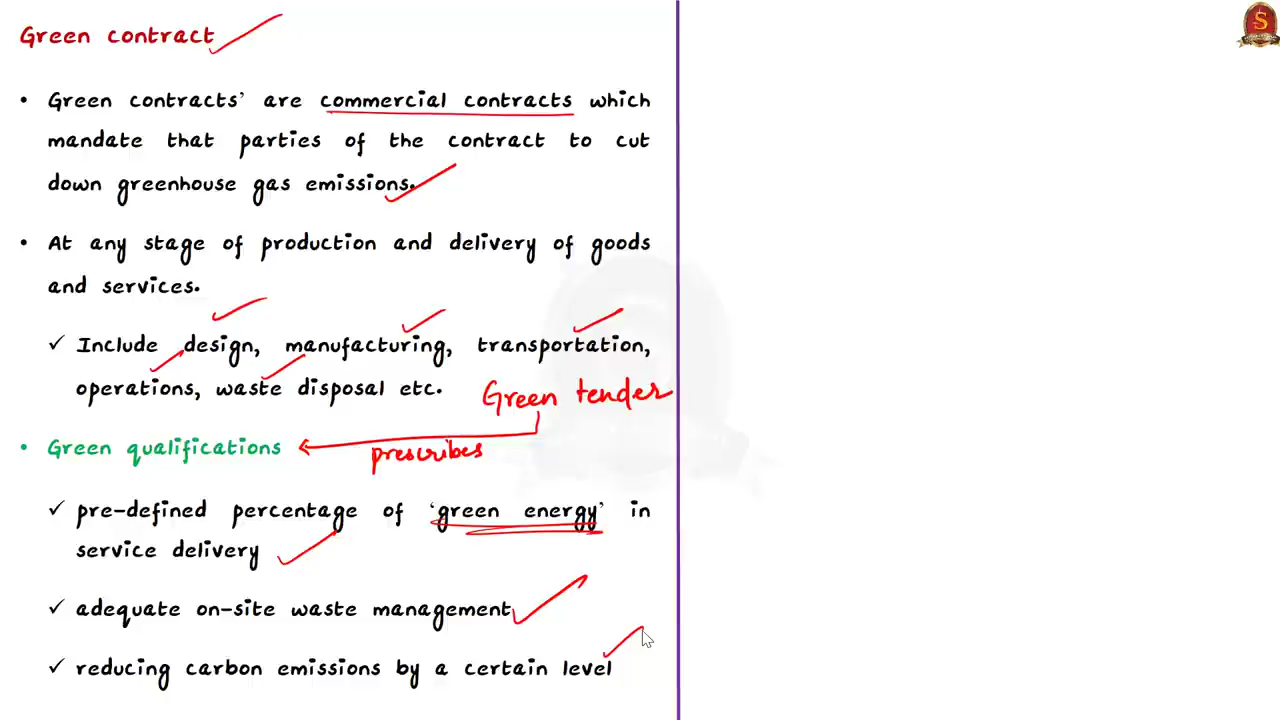 Green contract
• Green contracts’ are commercial contracts which
mandate that parties of the contract to cut
down greenhouse gas emissions.
• At any stage of production and delivery of goods
and services.
✓ Include design, manufacturing, transportation,
operations, waste disposal etc.
Green tender
• Green qualifications
prescribes
✓ pre-defined percentage of ‘green energy’ in
service delivery
✓ adequate on-site waste management
✓ reducing carbon emissions by a certain level
S